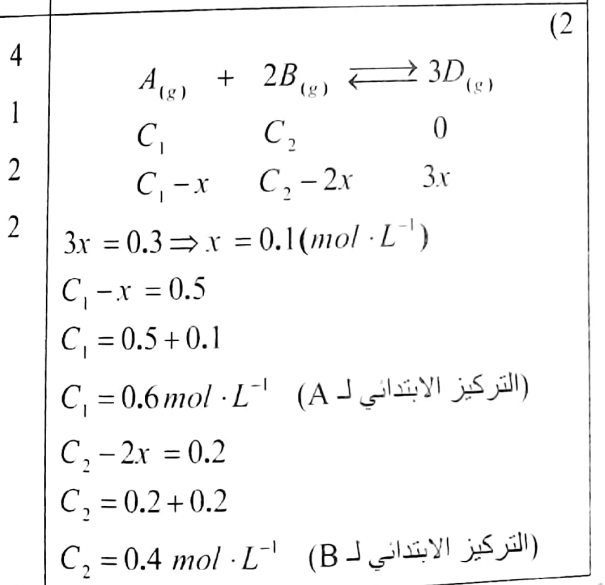 (2
4 A₍g₎ + 2B₍g₎ ⇄ 3D₍g₎
1 C₁ C₂ 0
2 C₁ − x C₂ − 2x 3x
2 3x = 0.3 ⇒ x = 0.1(mol · L⁻¹)
C₁ − x = 0.5
C₁ = 0.5 + 0.1
C₁ = 0.6 mol · L⁻¹ (التركيز الابتدائي لـ A)
C₂ − 2x = 0.2
C₂ = 0.2 + 0.2
C₂ = 0.4 mol · L⁻¹ (التركيز الابتدائي لـ B)